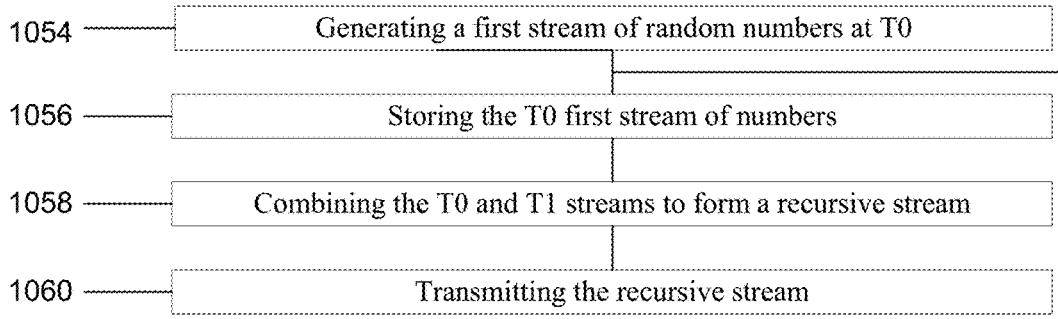 1054 Generating a first stream of random numbers at T0
1056 Storing the T0 first stream of numbers
1058 Combining the T0 and T1 streams to form a recursive stream
1060 Transmitting the recursive stream